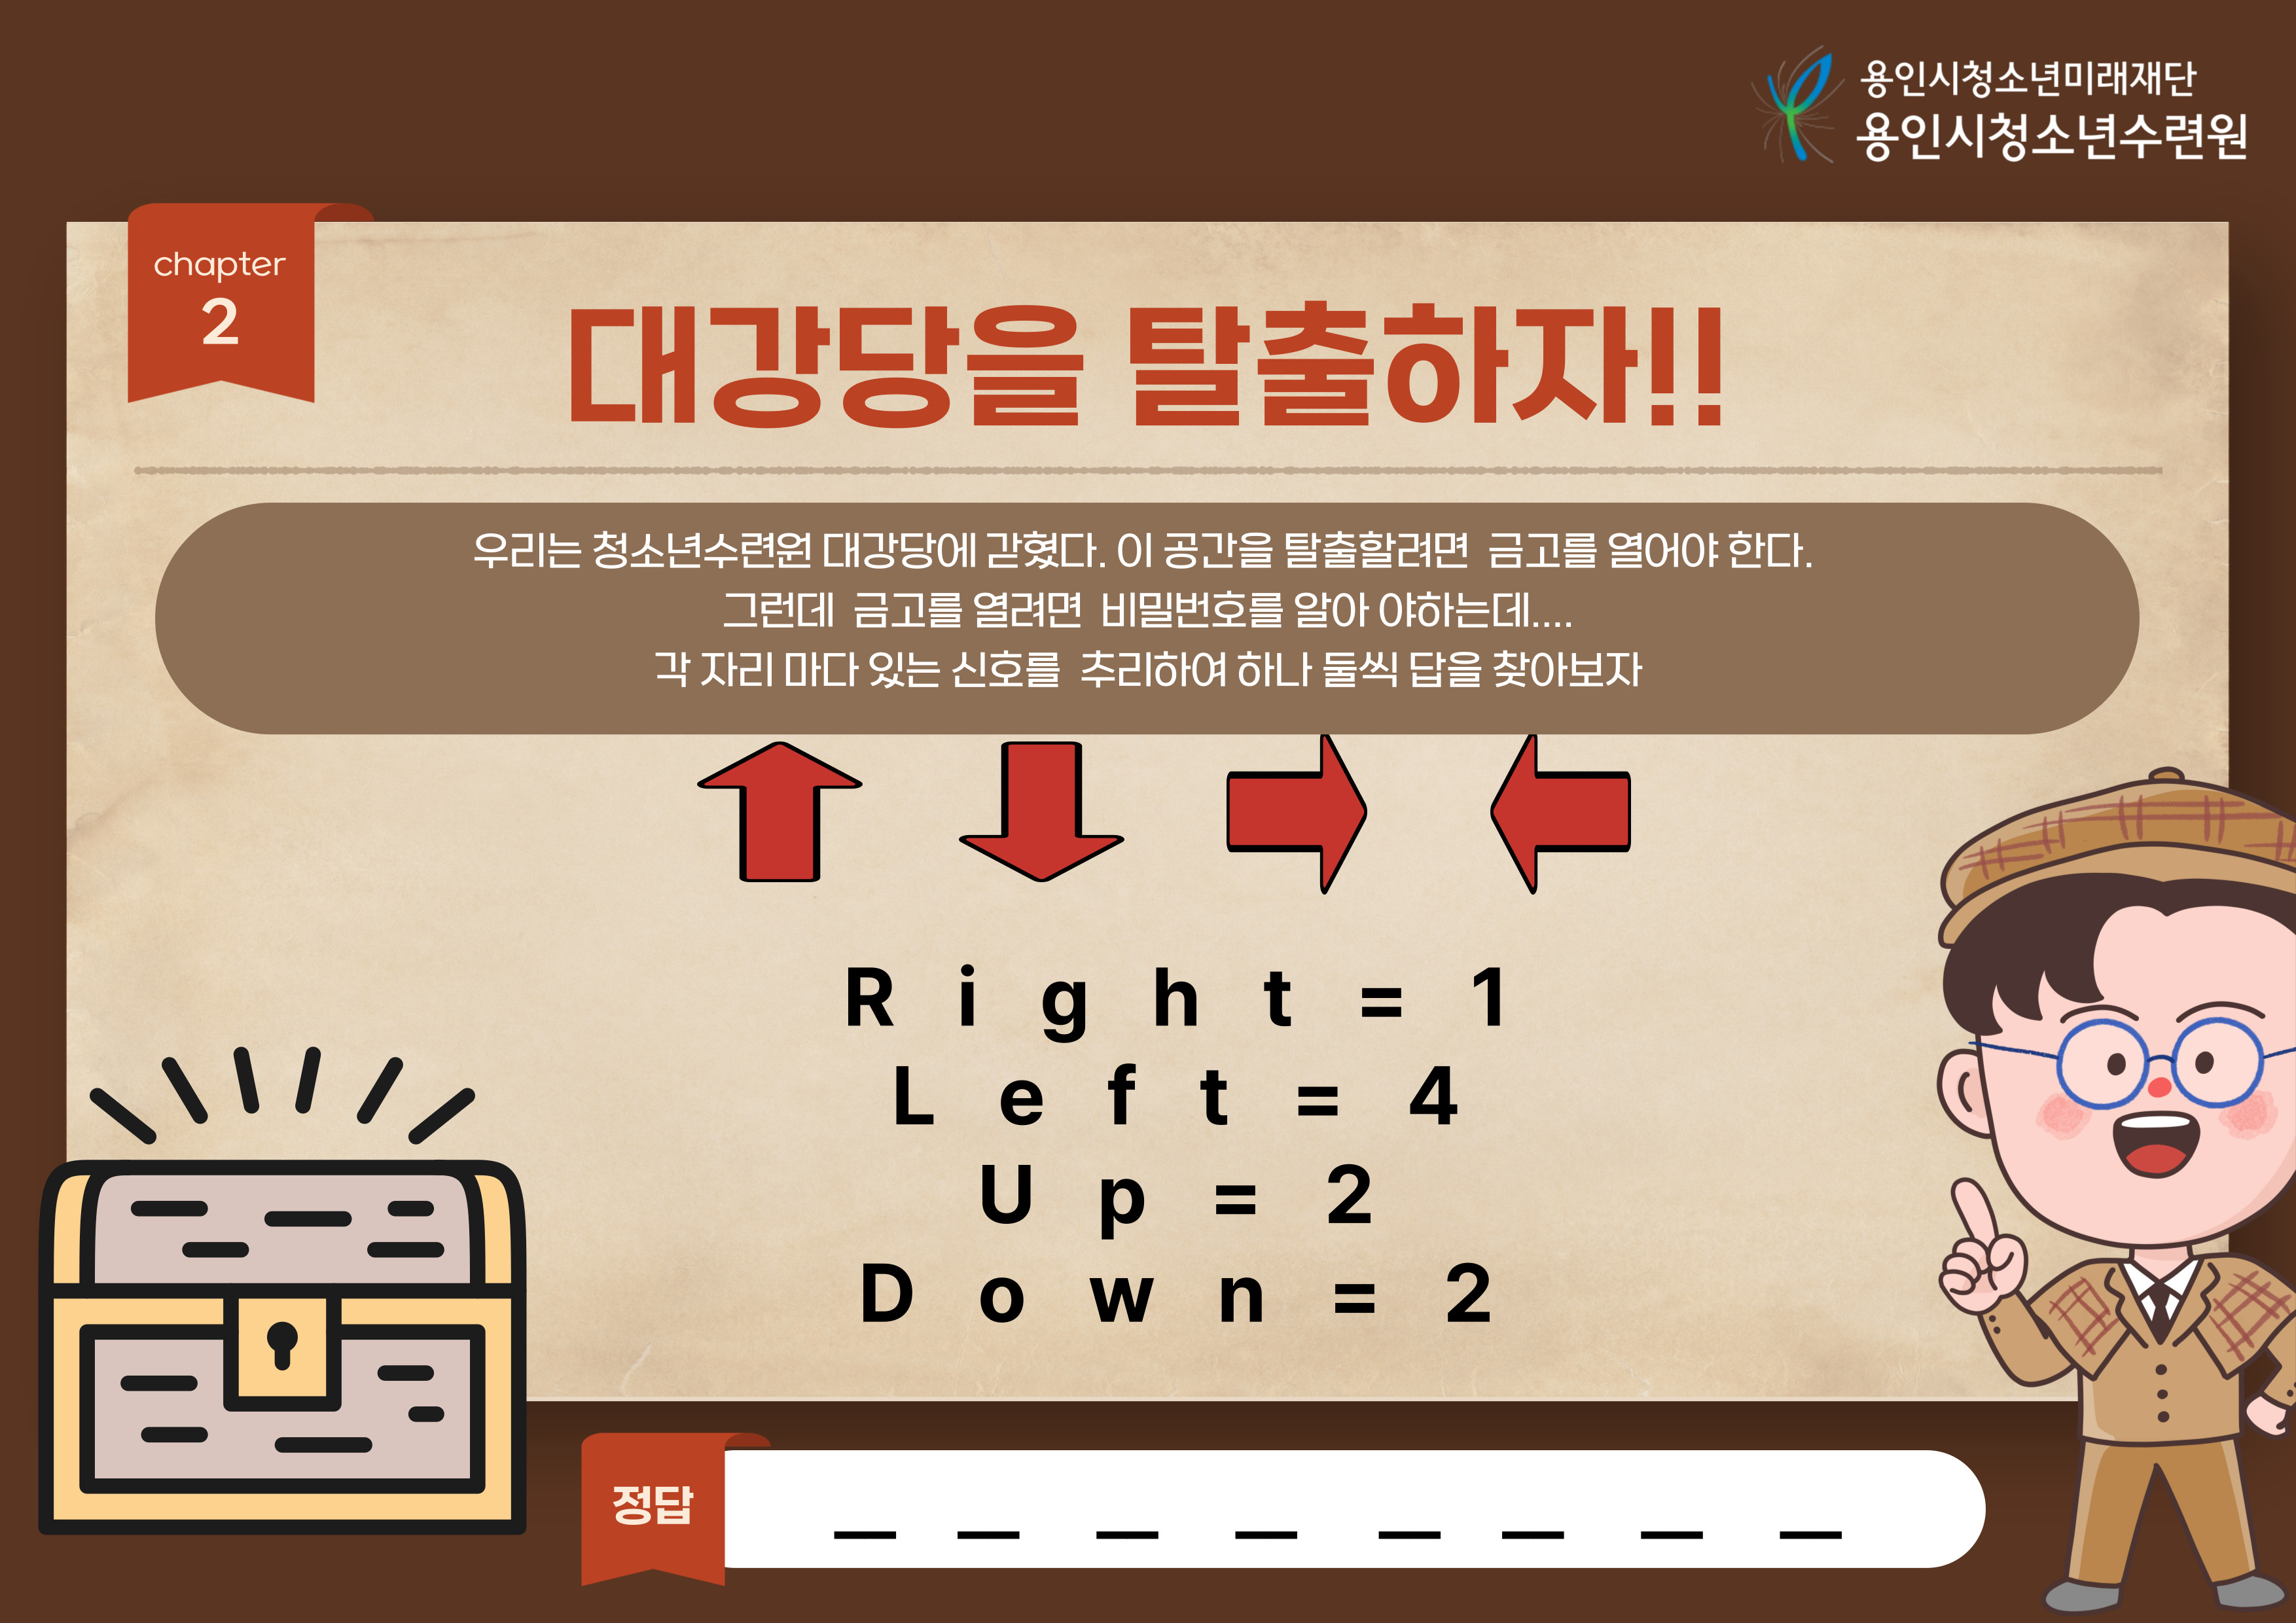 용인시청소년미래재단
용인시청소년수련원
chapter
2
대강당을 탈출하자!!
우리는 청소년수련원 대강당에 갇혔다. 이 공간을 탈출할려면 금고를 열어야 한다.
그런데 금고를 열려면 비밀번호를 알아 야하는데....
각 자리 마다 있는 신호를 추리하여 하나 둘씩 답을 찾아보자
R i g h t = 1
L e f t = 4
U p = 2
D o w n = 2
정답
_ _ _ _ _ _ _ _